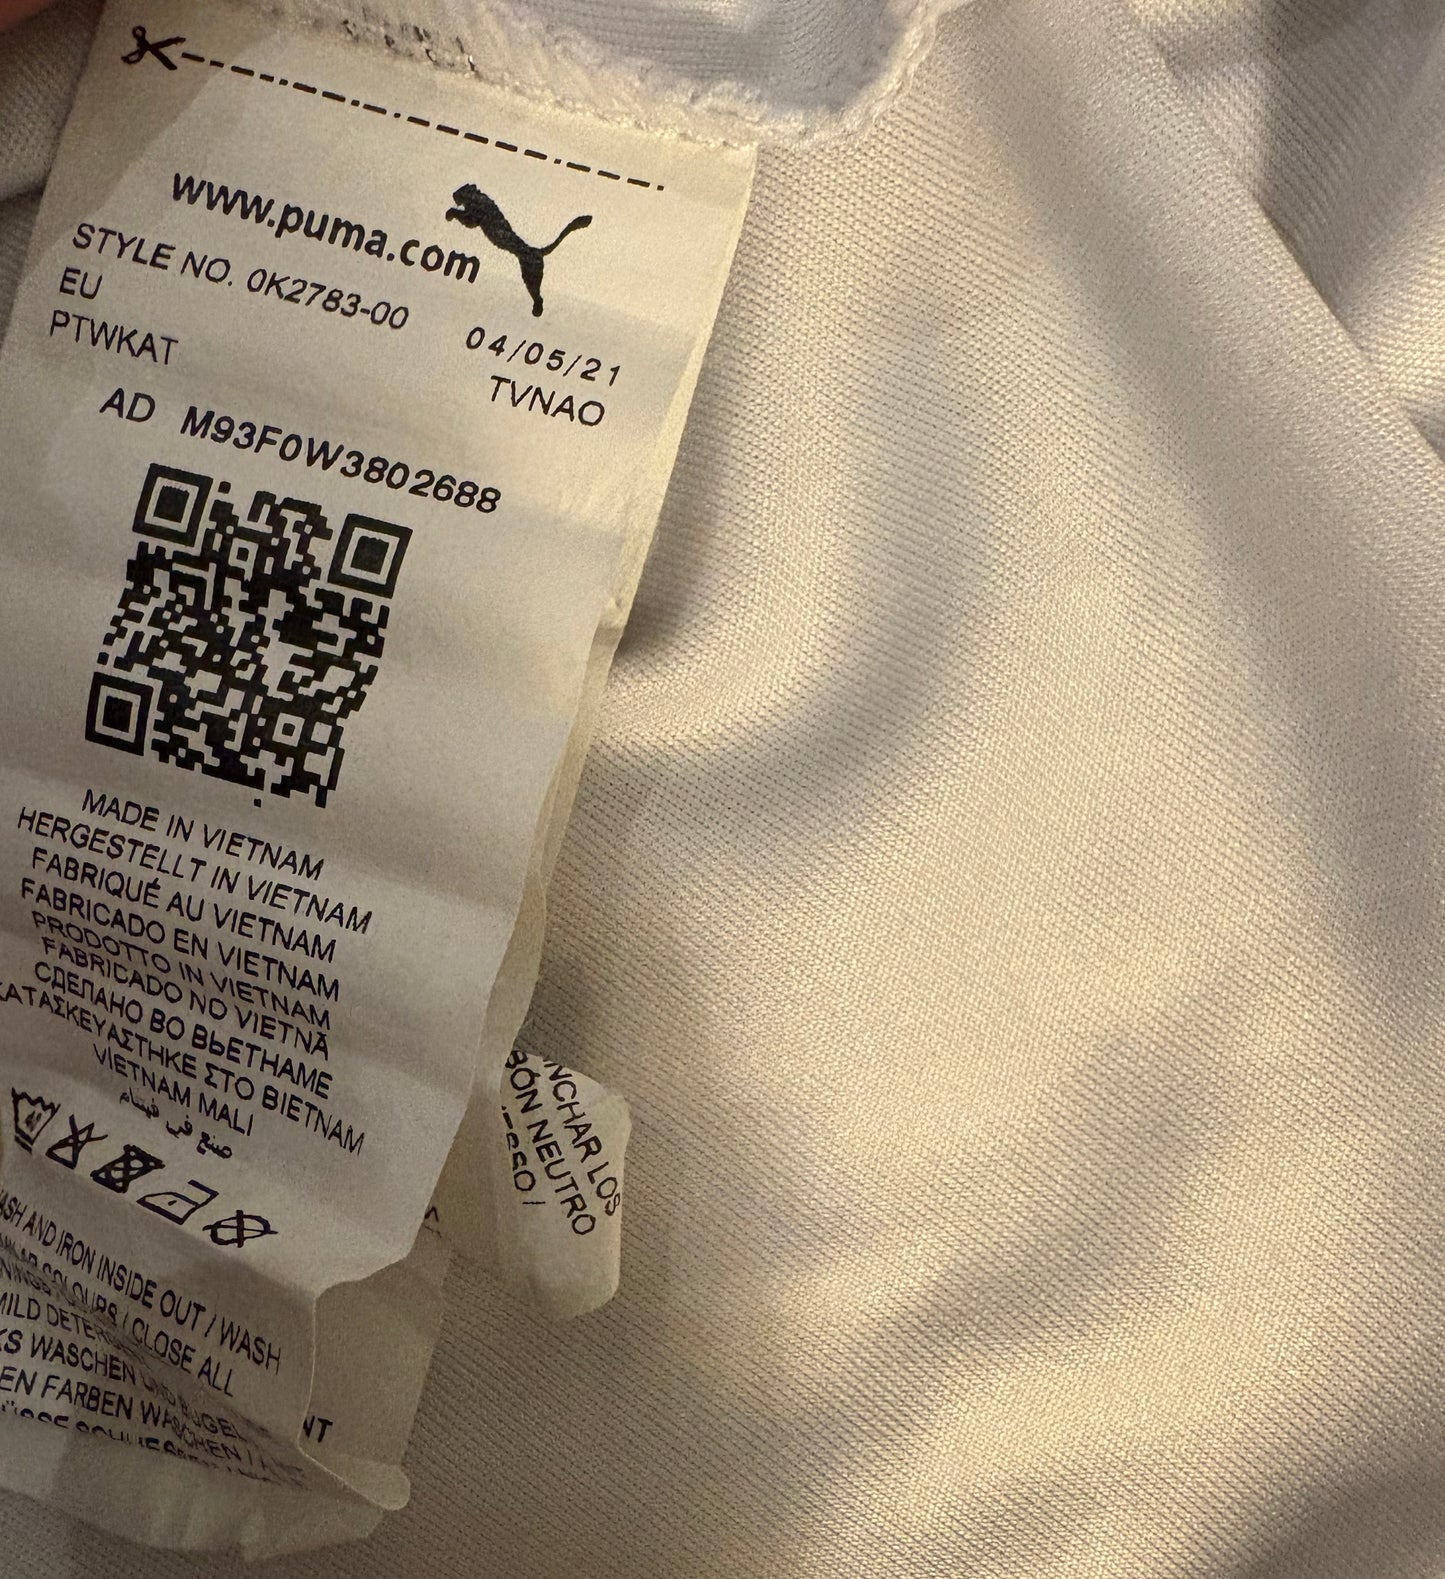 www.puma.com
STYLE NO. 0K2783-00
EU
04/05/21
PTWKAT
TVNAO
AD M93F0W3802688
MADE IN VIETNAM
HERGESTELLT IN VIETNAM
FABRIQUÉ AU VIETNAM
FABRICADO EN VIETNAM
PRODOTTO IN VIETNAM
FABRICADO NO VIETNÃ
СДЕЛАНО ВО ВЬЕТНАМЕ
ΚΑΤΑΣΚΕΥΑΣΤΗΚΕ ΣΤΟ ΒΙΕΤΝΑΜ
VIETNAM MALI
صنع في فيتنام
AND IRON INSIDE OUT / WASH
COLOURS / CLOSE ALL
MILD
WASCHEN
FARBEN WASCHEN /
NCHAR LOS
BÓN NEUTRO